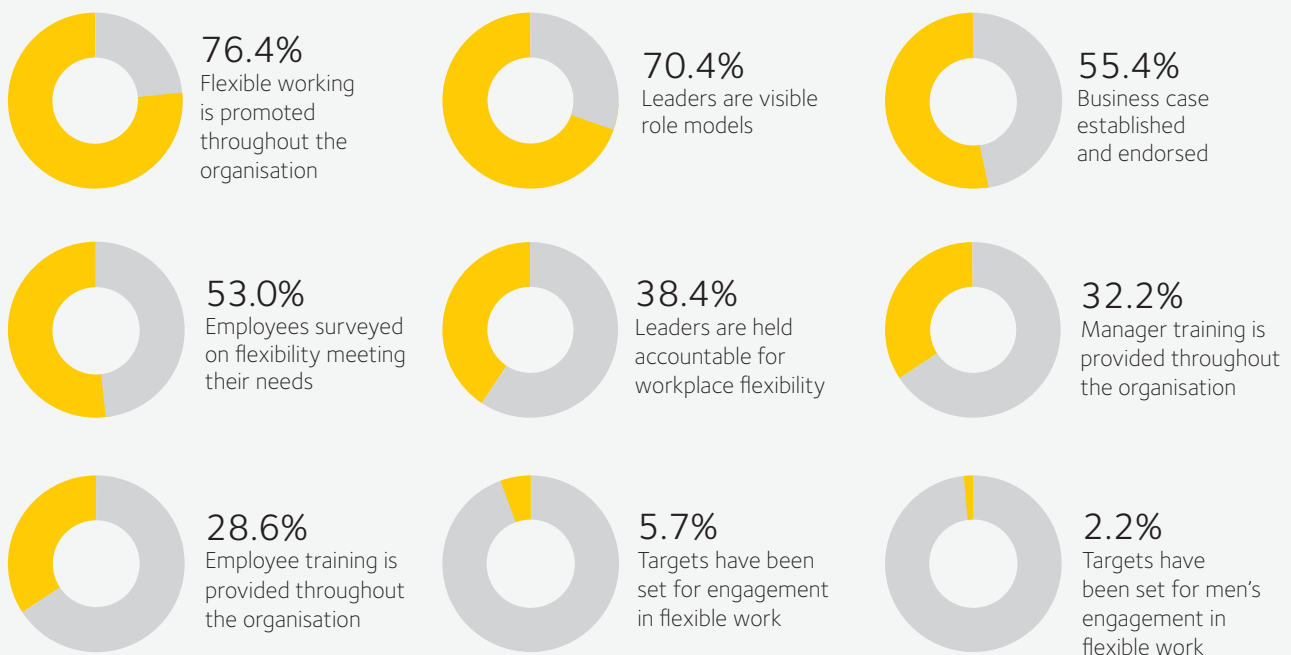 76.4%
Flexible working
is promoted
throughout the
organisation
70.4%
Leaders are visible
role models
55.4%
Business case
established
and endorsed
53.0%
Employees surveyed
on flexibility meeting
their needs
38.4%
Leaders are held
accountable for
workplace flexibility
32.2%
Manager training is
provided throughout
the organisation
28.6%
Employee training is
provided throughout
the organisation
5.7%
Targets have been
set for engagement
in flexible work
2.2%
Targets have
been set for men’s
engagement in
flexible work